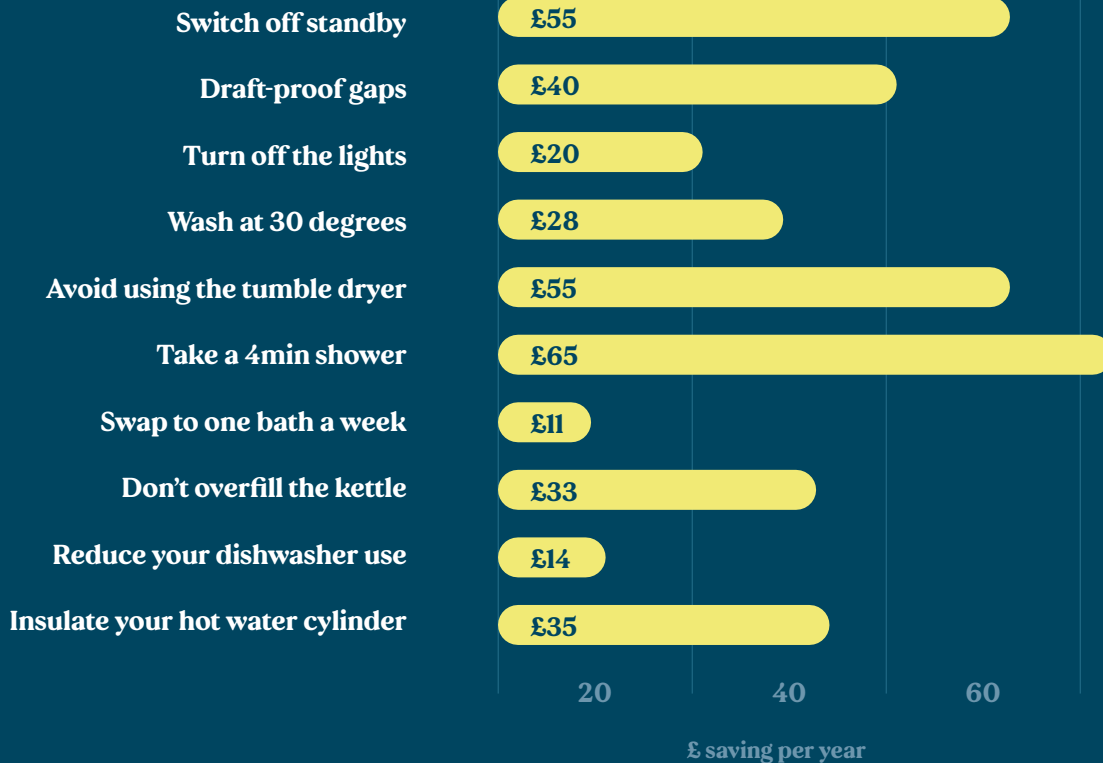 Switch off standby £55
Draft-proof gaps £40
Turn off the lights £20
Wash at 30 degrees £28
Avoid using the tumble dryer £55
Take a 4min shower £65
Swap to one bath a week £11
Don’t overfill the kettle £33
Reduce your dishwasher use £14
Insulate your hot water cylinder £35
20 40 60
£ saving per year